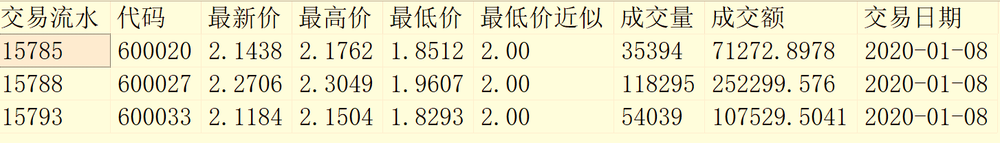 交易流水 代码 最新价 最高价 最低价 最低价近似 成交量 成交额 交易日期
15785 600020 2.1438 2.1762 1.8512 2.00 35394 71272.8978 2020-01-08
15788 600027 2.2706 2.3049 1.9607 2.00 118295 252299.576 2020-01-08
15793 600033 2.1184 2.1504 1.8293 2.00 54039 107529.5041 2020-01-08